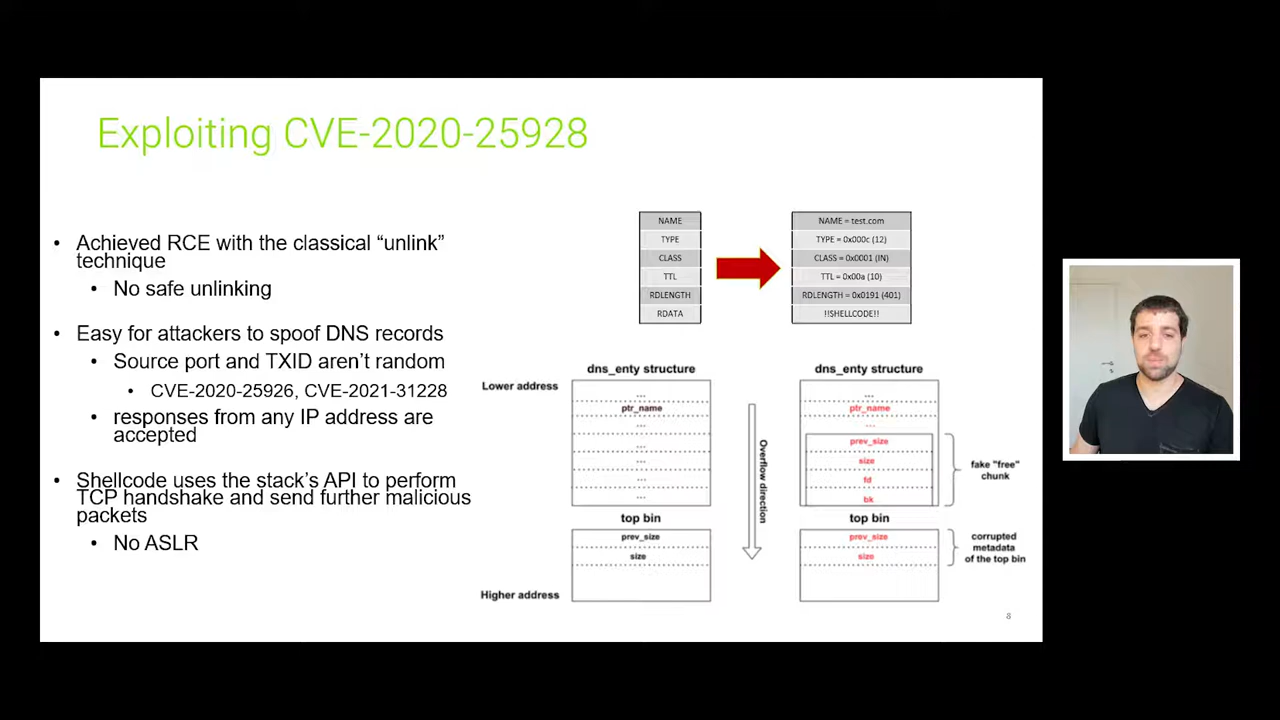 Exploiting CVE-2020-25928
• Achieved RCE with the classical “unlink”
technique
• No safe unlinking
• Easy for attackers to spoof DNS records
• Source port and TXID aren’t random
• CVE-2020-25926, CVE-2021-31228
• responses from any IP address are
accepted
• Shellcode uses the stack’s API to perform
TCP handshake and send further malicious
packets
• No ASLR
NAME
TYPE
CLASS
TTL
RDLENGTH
RDATA
NAME = test.com
TYPE = 0x000c (12)
CLASS = 0x0001 (IN)
TTL = 0x00a (10)
RDLENGTH = 0x0191 (401)
!!SHELLCODE!!
dns_enty structure
Lower address
...
ptr_name
...
...
...
...
...
top bin
prev_size
size
Higher address
Overflow direction
dns_enty structure
...
ptr_name
...
prev_size
size
fd
bk
fake "free"
chunk
top bin
prev_size
size
corrupted
metadata
of the top bin
8